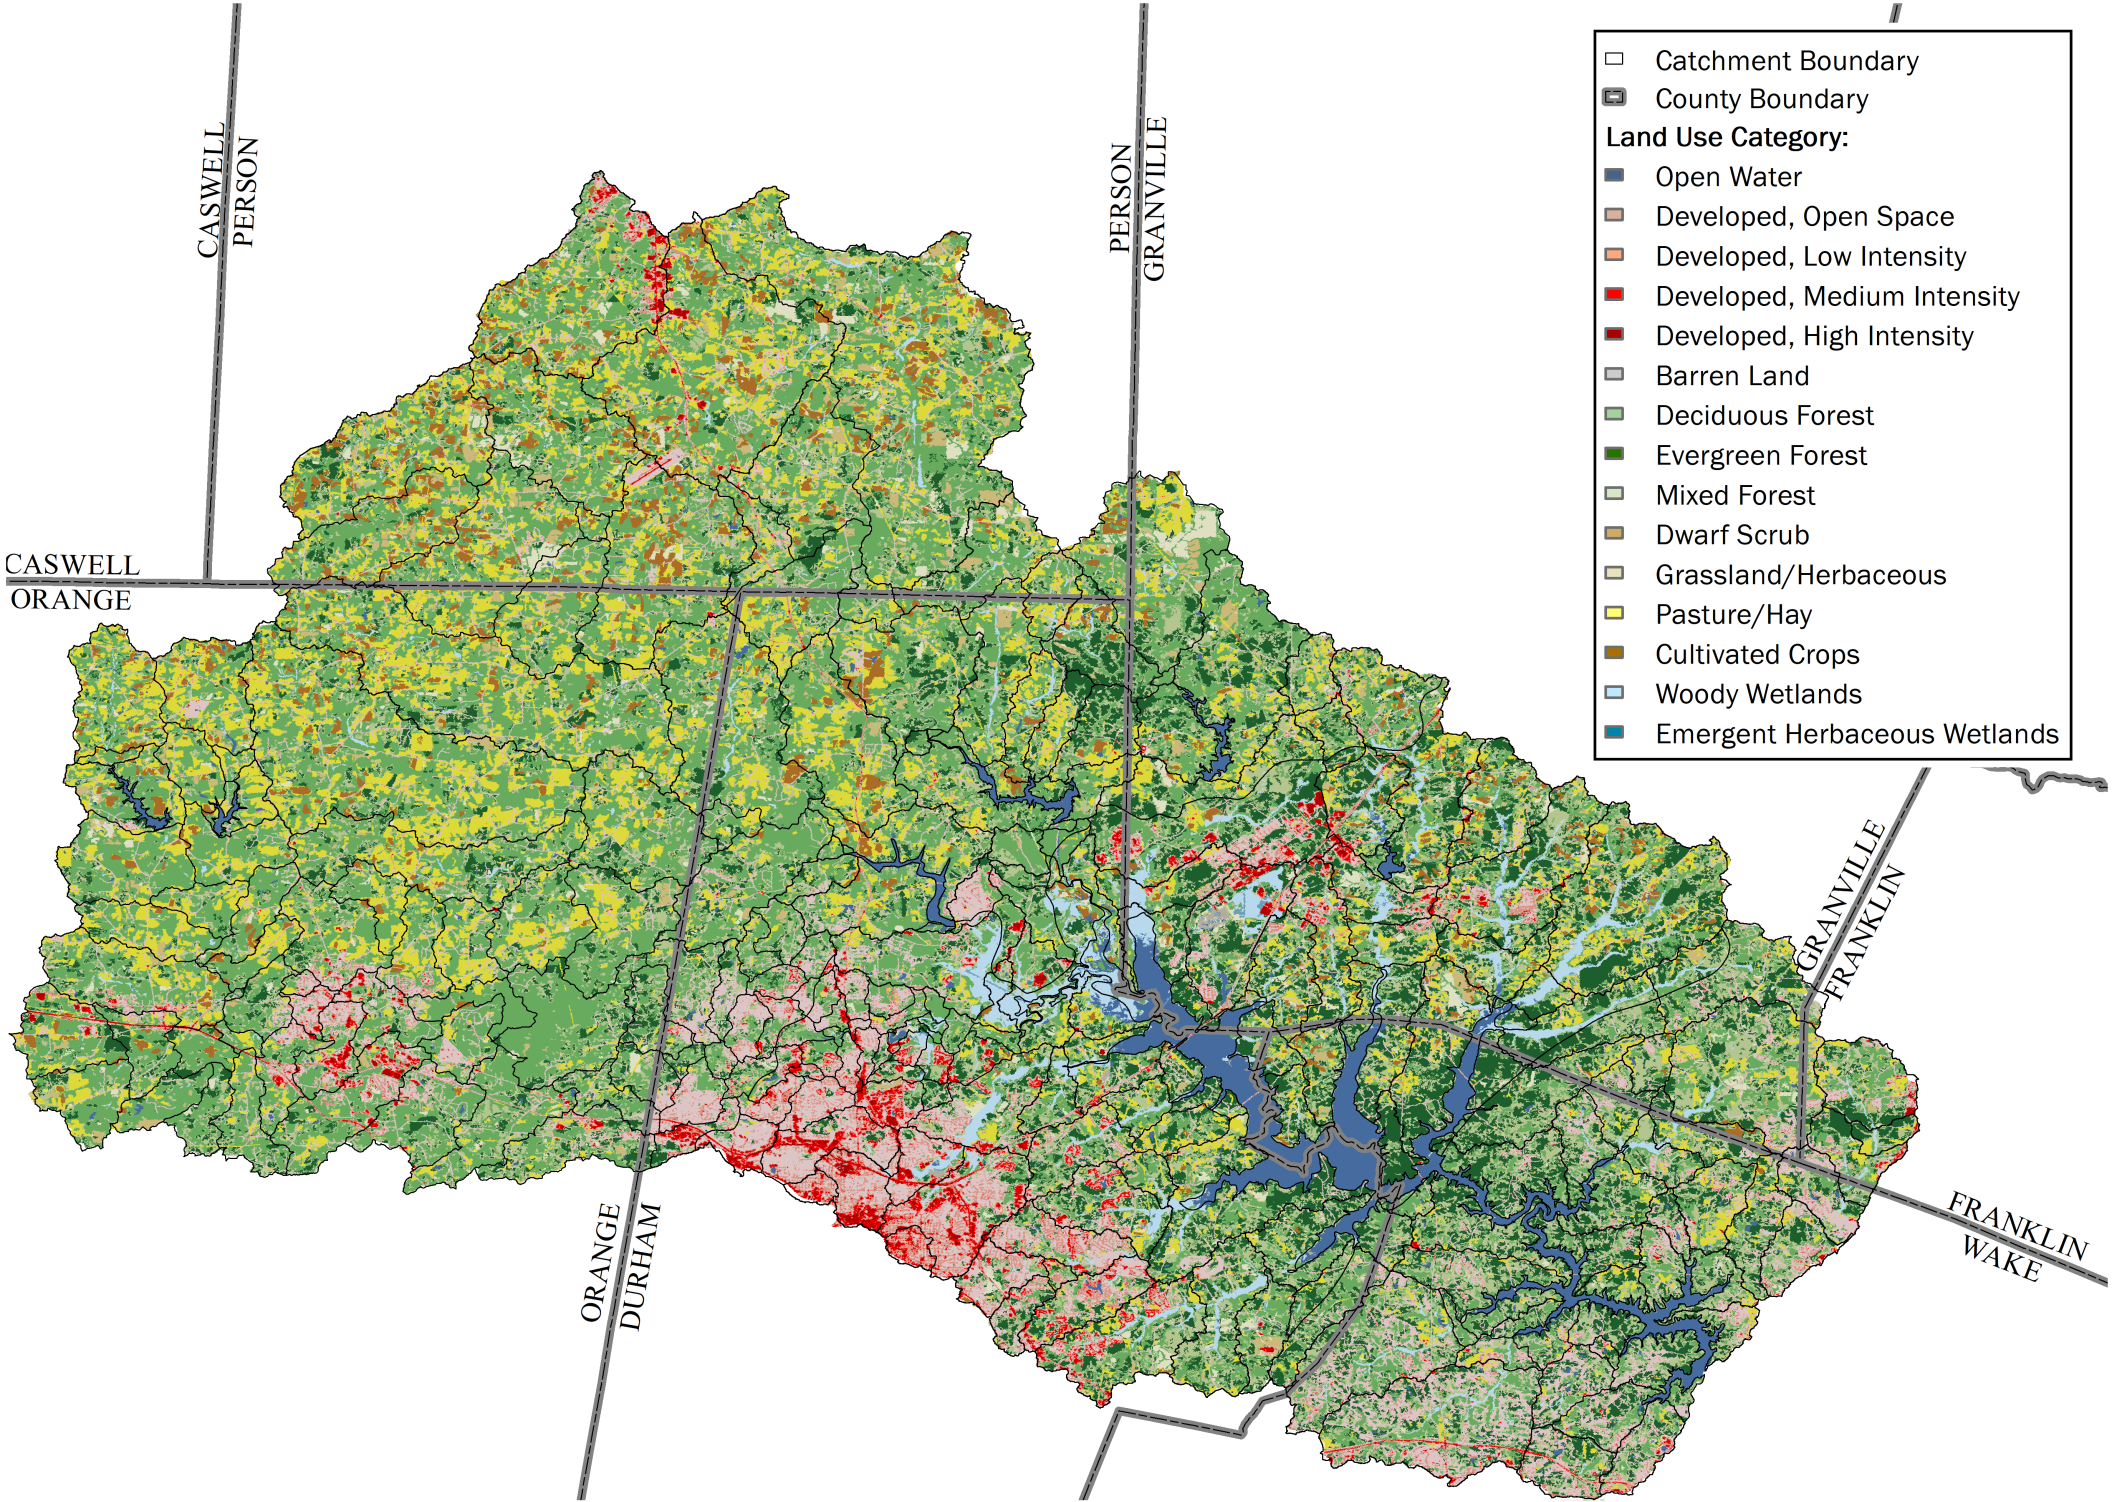 Catchment Boundary
County Boundary
Land Use Category:
Open Water
Developed, Open Space
Developed, Low Intensity
Developed, Medium Intensity
Developed, High Intensity
Barren Land
Deciduous Forest
Evergreen Forest
Mixed Forest
Dwarf Scrub
Grassland/Herbaceous
Pasture/Hay
Cultivated Crops
Woody Wetlands
Emergent Herbaceous Wetlands
CASWELL
PERSON
PERSON
GRANVILLE
CASWELL
ORANGE
GRANVILLE
FRANKLIN
ORANGE
DURHAM
FRANKLIN
WAKE